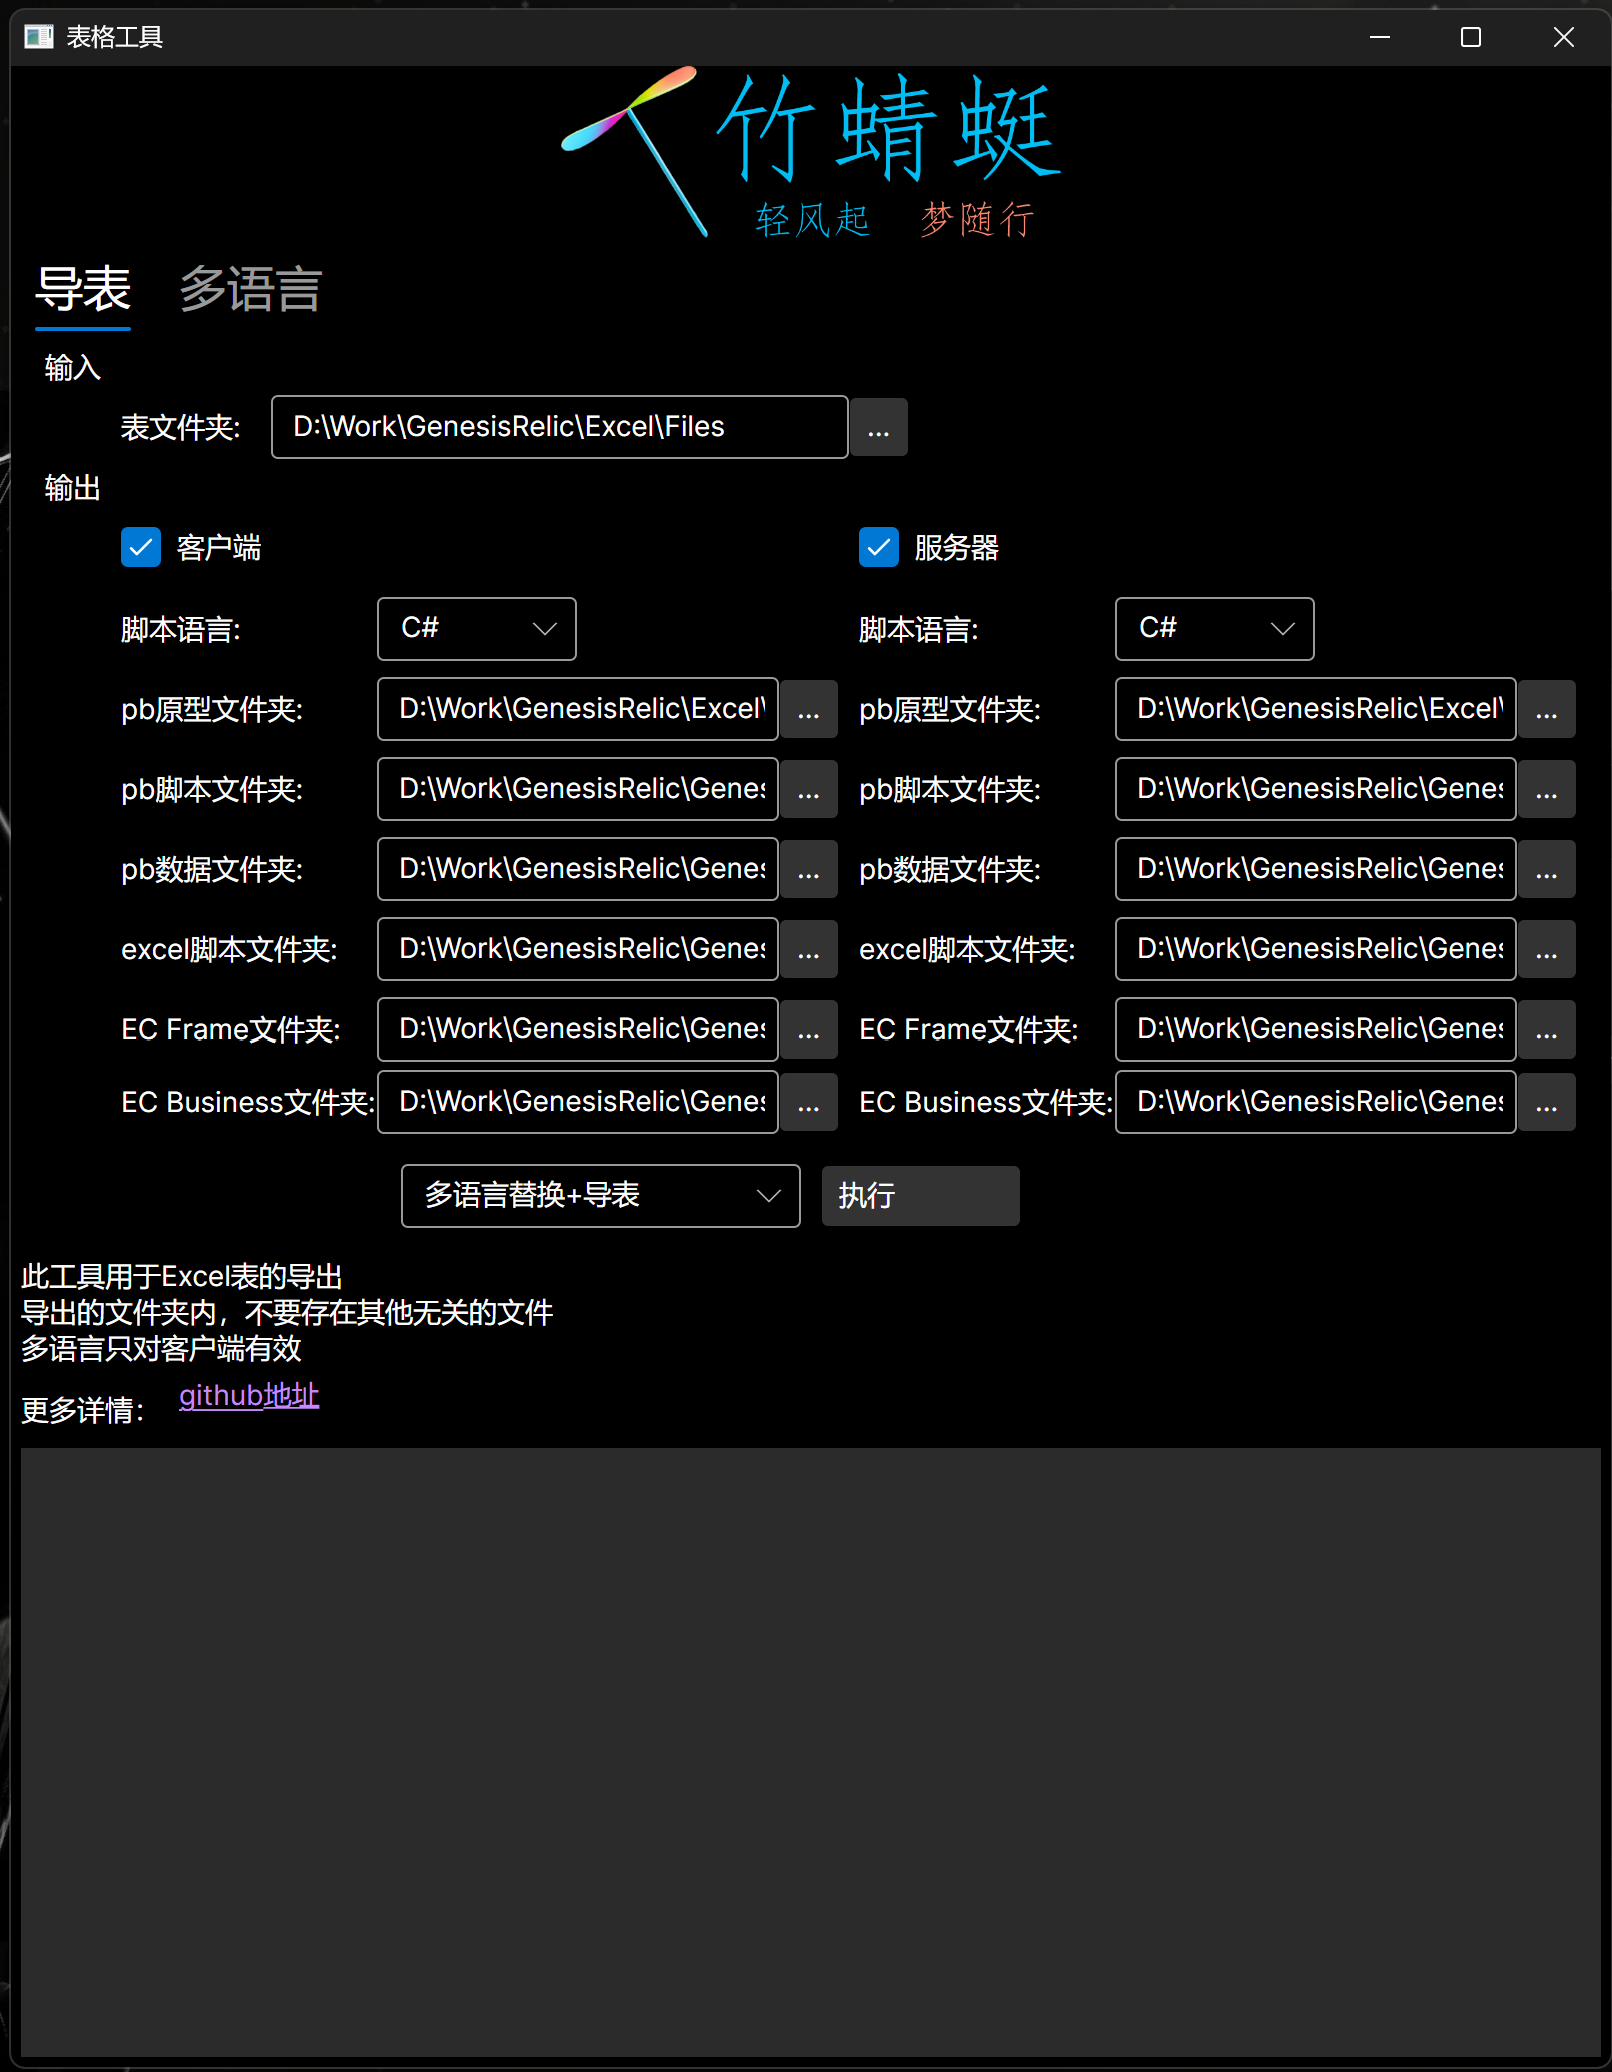 表格工具
竹蜻蜓
轻风起 梦随行
导表 多语言
输入
表文件夹: D:\Work\GenesisRelic\Excel\Files ...
输出
客户端 服务器
脚本语言: C# 脚本语言: C#
pb原型文件夹: D:\Work\GenesisRelic\Excel\ ... pb原型文件夹: D:\Work\GenesisRelic\Excel\ ...
pb脚本文件夹: D:\Work\GenesisRelic\Genes ... pb脚本文件夹: D:\Work\GenesisRelic\Genes ...
pb数据文件夹: D:\Work\GenesisRelic\Genes ... pb数据文件夹: D:\Work\GenesisRelic\Genes ...
excel脚本文件夹: D:\Work\GenesisRelic\Genes ... excel脚本文件夹: D:\Work\GenesisRelic\Genes ...
EC Frame文件夹: D:\Work\GenesisRelic\Genes ... EC Frame文件夹: D:\Work\GenesisRelic\Genes ...
EC Business文件夹: D:\Work\GenesisRelic\Genes ... EC Business文件夹: D:\Work\GenesisRelic\Genes ...
多语言替换+导表 执行
此工具用于Excel表的导出
导出的文件夹内，不要存在其他无关的文件
多语言只对客户端有效
更多详情： github地址